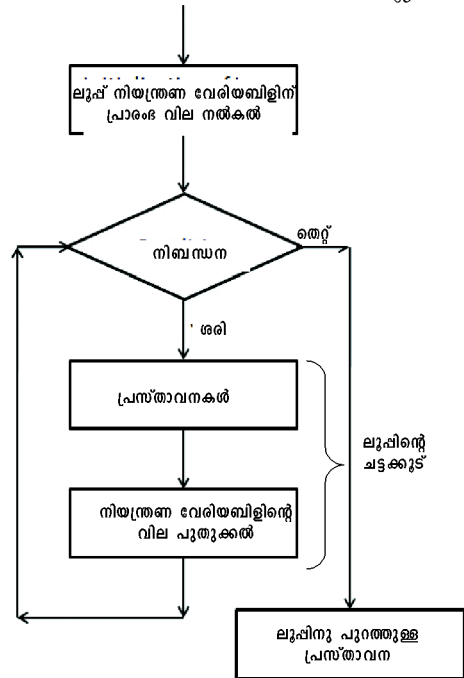 ലൂപ്പ് നിയന്ത്രണ വേരിയബിളിന്
പ്രാരംഭ വില നൽകൽ
നിബന്ധന
തെറ്റ്
ശരി
പ്രസ്താവനകൾ
നിയന്ത്രണ വേരിയബിളിന്റെ
വില പുതുക്കൽ
ലൂപ്പിന്റെ
ചട്ടക്കൂട്
ലൂപ്പിനു പുറത്തുള്ള
പ്രസ്താവന